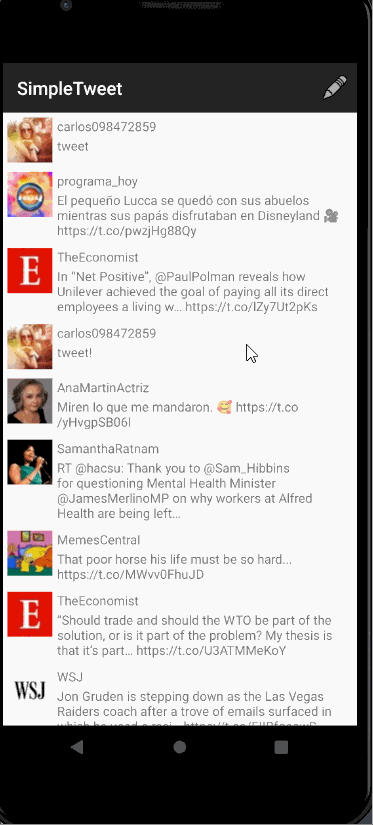 SimpleTweet
carlos098472859
tweet
programa_hoy
El pequeño Lucca se quedó con sus abuelos
mientras sus papás disfrutaban en Disneyland 🎥
https://t.co/pwzjHg88Qy
TheEconomist
In “Net Positive”, @PaulPolman reveals how
Unilever achieved the goal of paying all its direct
employees a living w… https://t.co/lZy7Ut2pKs
carlos098472859
tweet!
AnaMartinActriz
Miren lo que me mandaron. 🥰 https://t.co
/yHvgpSB06I
SamanthaRatnam
RT @hacsu: Thank you to @Sam_Hibbins
for questioning Mental Health Minister
@JamesMerlinoMP on why workers at Alfred
Health are being left…
MemesCentral
That poor horse his life must be so hard...
https://t.co/MWvv0FhuJD
TheEconomist
“Should trade and should the WTO be part of the
solution, or is it part of the problem? My thesis is
that it’s part… https://t.co/U3ATMMeKoY
WSJ
WSJ
Jon Gruden is stepping down as the Las Vegas
Raiders coach after a trove of emails surfaced in
which he used a